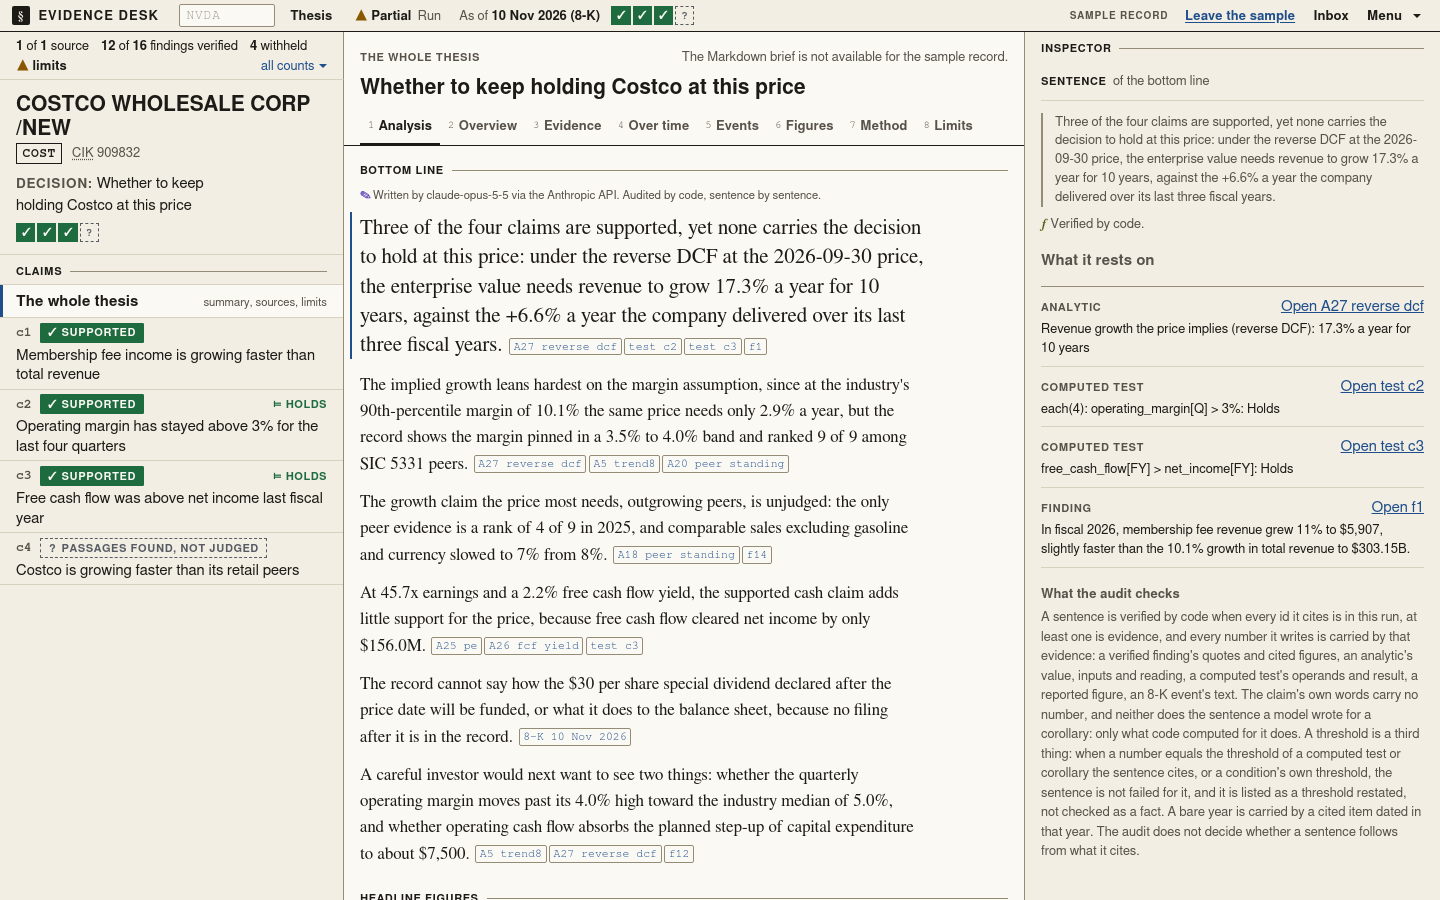 § EVIDENCE DESK NVDA Thesis Partial Run As of 10 Nov 2026 (8-K) ✓ ✓ ✓ ? SAMPLE RECORD Leave the sample Inbox Menu
1 of 1 source 12 of 16 findings verified 4 withheld
limits all counts
COSTCO WHOLESALE CORP
/NEW
COST CIK 909832
DECISION: Whether to keep
holding Costco at this price
✓ ✓ ✓ ?
CLAIMS
The whole thesis summary, sources, limits
c1 ✓ SUPPORTED
Membership fee income is growing faster than
total revenue
c2 ✓ SUPPORTED ⊨ HOLDS
Operating margin has stayed above 3% for the
last four quarters
c3 ✓ SUPPORTED ⊨ HOLDS
Free cash flow was above net income last fiscal
year
c4 ? PASSAGES FOUND, NOT JUDGED
Costco is growing faster than its retail peers
THE WHOLE THESIS The Markdown brief is not available for the sample record.
Whether to keep holding Costco at this price
1 Analysis 2 Overview 3 Evidence 4 Over time 5 Events 6 Figures 7 Method 8 Limits
BOTTOM LINE
✎ Written by claude-opus-5-5 via the Anthropic API. Audited by code, sentence by sentence.
Three of the four claims are supported, yet none carries the decision
to hold at this price: under the reverse DCF at the 2026-09-30 price,
the enterprise value needs revenue to grow 17.3% a year for 10
years, against the +6.6% a year the company delivered over its last
three fiscal years. A27 reverse dcf test c2 test c3 f1
The implied growth leans hardest on the margin assumption, since at the industry's
90th-percentile margin of 10.1% the same price needs only 2.9% a year, but the
record shows the margin pinned in a 3.5% to 4.0% band and ranked 9 of 9 among
SIC 5331 peers. A27 reverse dcf A5 trend8 A20 peer standing
The growth claim the price most needs, outgrowing peers, is unjudged: the only
peer evidence is a rank of 4 of 9 in 2025, and comparable sales excluding gasoline
and currency slowed to 7% from 8%. A18 peer standing f14
At 45.7x earnings and a 2.2% free cash flow yield, the supported cash claim adds
little support for the price, because free cash flow cleared net income by only
$156.0M. A25 pe A26 fcf yield test c3
The record cannot say how the $30 per share special dividend declared after the
price date will be funded, or what it does to the balance sheet, because no filing
after it is in the record. 8-K 10 Nov 2026
A careful investor would next want to see two things: whether the quarterly
operating margin moves past its 4.0% high toward the industry median of 5.0%,
and whether operating cash flow absorbs the planned step-up of capital expenditure
to about $7,500. A5 trend8 A27 reverse dcf f12
HEADLINE FIGURES
INSPECTOR
SENTENCE of the bottom line
Three of the four claims are supported, yet none carries the
decision to hold at this price: under the reverse DCF at the 2026-
09-30 price, the enterprise value needs revenue to grow 17.3% a
year for 10 years, against the +6.6% a year the company
delivered over its last three fiscal years.
ƒ Verified by code.
What it rests on
ANALYTIC Open A27 reverse dcf
Revenue growth the price implies (reverse DCF): 17.3% a year for
10 years
COMPUTED TEST Open test c2
each(4): operating_margin[Q] > 3%: Holds
COMPUTED TEST Open test c3
free_cash_flow[FY] > net_income[FY]: Holds
FINDING Open f1
In fiscal 2026, membership fee revenue grew 11% to $5,907,
slightly faster than the 10.1% growth in total revenue to $303.15B.
What the audit checks
A sentence is verified by code when every id it cites is in this run, at
least one is evidence, and every number it writes is carried by that
evidence: a verified finding's quotes and cited figures, an analytic's
value, inputs and reading, a computed test's operands and result, a
reported figure, an 8-K event's text. The claim's own words carry no
number, and neither does the sentence a model wrote for a
corollary: only what code computed for it does. A threshold is a third
thing: when a number equals the threshold of a computed test or
corollary the sentence cites, or a condition's own threshold, the
sentence is not failed for it, and it is listed as a threshold restated,
not checked as a fact. A bare year is carried by a cited item dated in
that year. The audit does not decide whether a sentence follows
from what it cites.